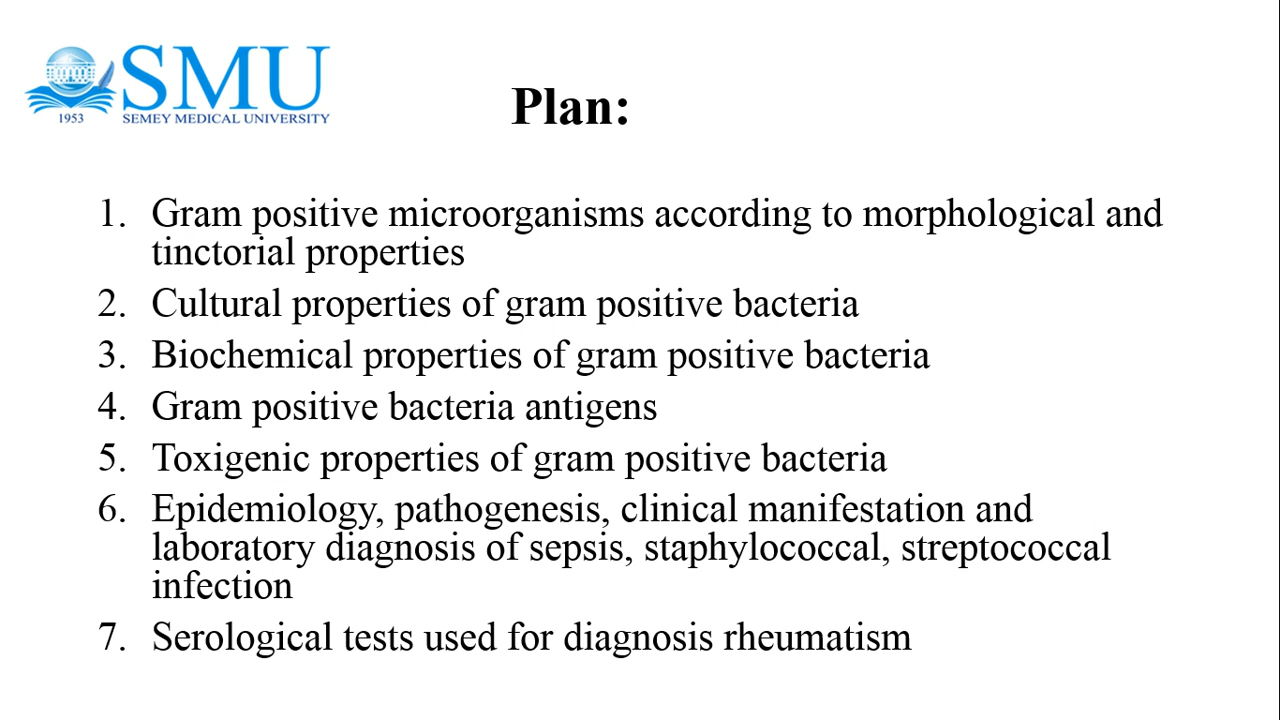 SMU
1953 SEMEY MEDICAL UNIVERSITY
Plan:
1. Gram positive microorganisms according to morphological and
tinctorial properties
2. Cultural properties of gram positive bacteria
3. Biochemical properties of gram positive bacteria
4. Gram positive bacteria antigens
5. Toxigenic properties of gram positive bacteria
6. Epidemiology, pathogenesis, clinical manifestation and
laboratory diagnosis of sepsis, staphylococcal, streptococcal
infection
7. Serological tests used for diagnosis rheumatism